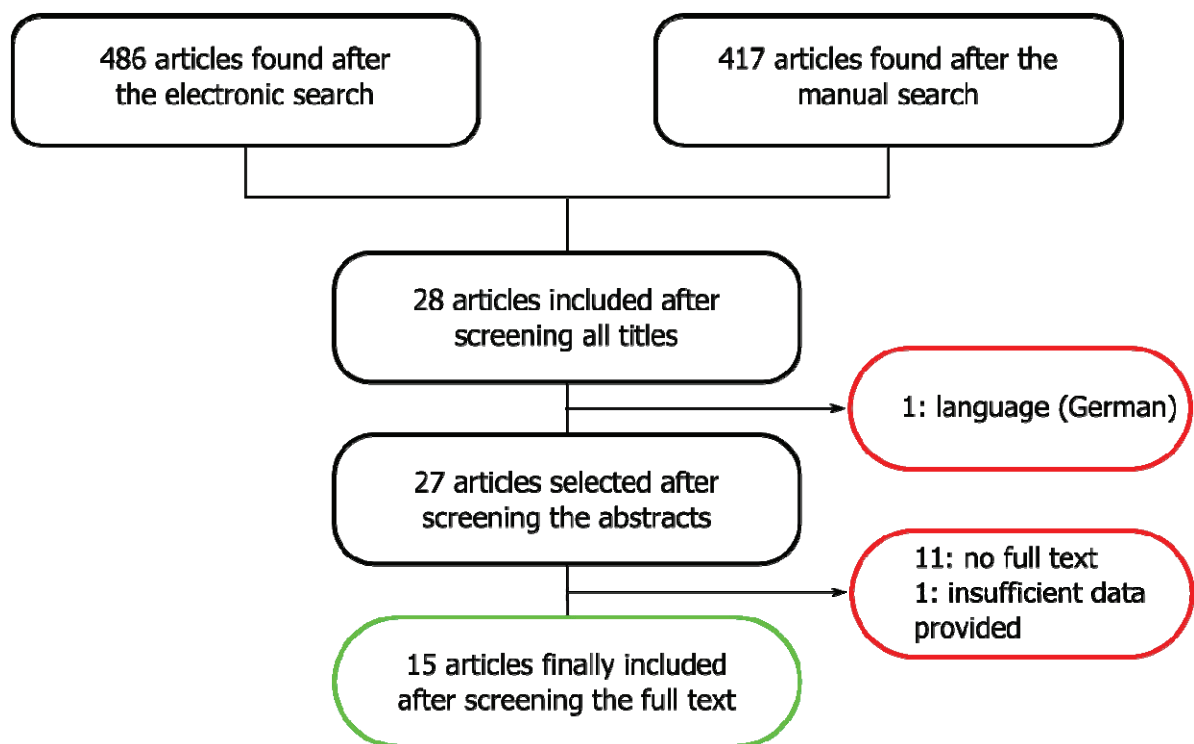 486 articles found after
the electronic search
417 articles found after the
manual search
28 articles included after
screening all titles
1: language (German)
27 articles selected after
screening the abstracts
11: no full text
1: insufficient data
provided
15 articles finally included
after screening the full text